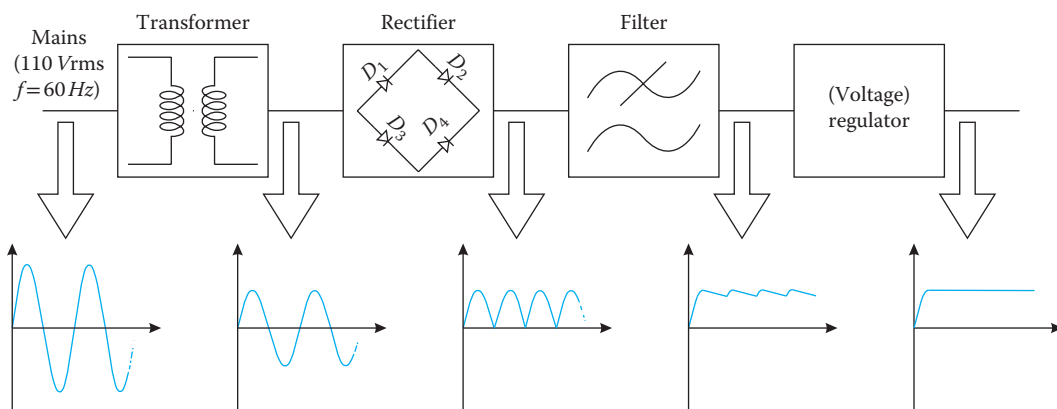 Transformer
Rectifier
Filter
Mains
(110 Vrms
f=60 Hz)
D1
D2
D3
D4
(Voltage)
regulator